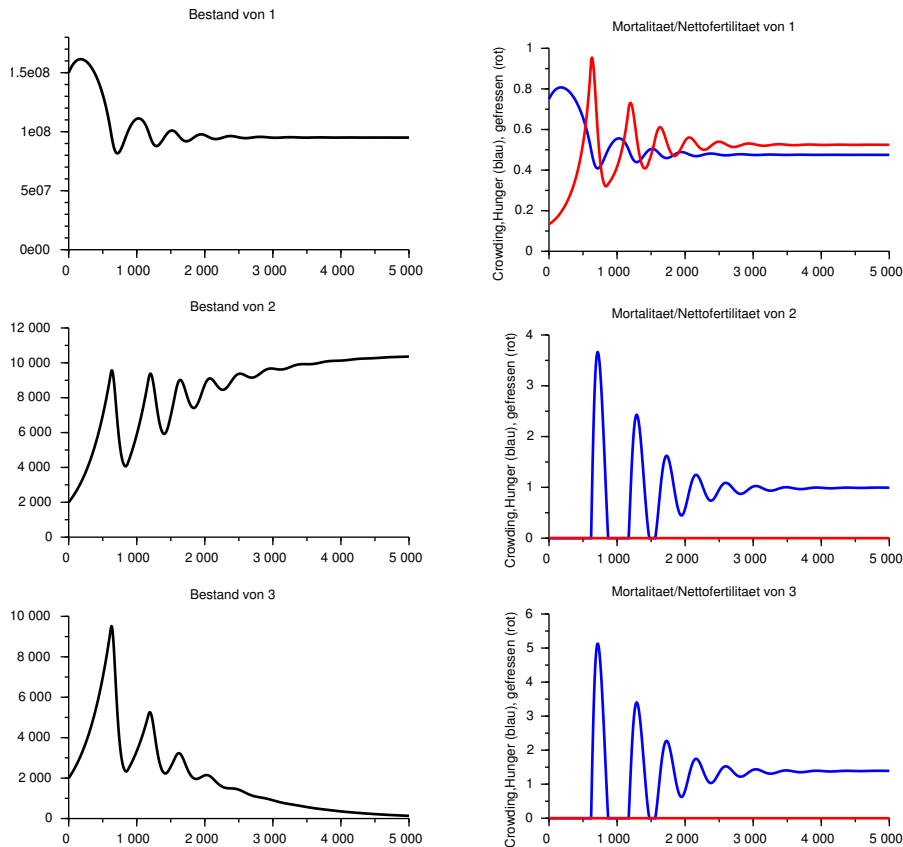 Bestand von 1
1.5e08
1e08
5e07
0e00
0 1 000 2 000 3 000 4 000 5 000
Mortalitaet/Nettofertilitaet von 1
Crowding,Hunger (blau), gefressen (rot)
1
0.8
0.6
0.4
0.2
0
0 1 000 2 000 3 000 4 000 5 000
Bestand von 2
12 000
10 000
8 000
6 000
4 000
2 000
0
0 1 000 2 000 3 000 4 000 5 000
Mortalitaet/Nettofertilitaet von 2
Crowding,Hunger (blau), gefressen (rot)
4
3
2
1
0
0 1 000 2 000 3 000 4 000 5 000
Bestand von 3
10 000
8 000
6 000
4 000
2 000
0
0 1 000 2 000 3 000 4 000 5 000
Mortalitaet/Nettofertilitaet von 3
Crowding,Hunger (blau), gefressen (rot)
6
5
4
3
2
1
0
0 1 000 2 000 3 000 4 000 5 000